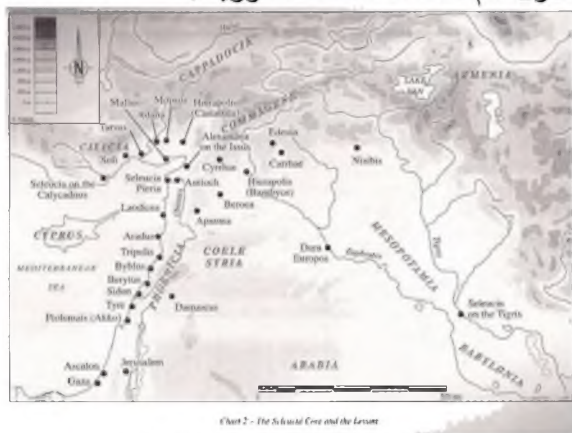 CAPPADOCIA
ARMENIA
LAKE VAN
COMMAGENE
Mopsus
Mallus
Adana
Hierapolis (Castabala)
Tarsus
Alexandria on the Issus
CILICIA
Soli
Edessa
Carrhae
Nisibis
Cyrrhus
Seleucia on the Calycadnus
Seleucia Pieria
Antioch
Hierapolis (Bambyce)
Beroea
Laodicea
Apamea
CYPRUS
Aradus
COELE SYRIA
Dura Europos
Euphrates
MESOPOTAMIA
Tigris
MEDITERRANEAN SEA
Tripolis
Byblus
Berytus
Sidon
Tyre
PHOENICIA
Damascus
Ptolemais (Akko)
Seleucia on the Tigris
Ascalon
Jerusalem
Gaza
ARABIA
BABYLONIA
Chart 2 – The Seleucid Core and the Levant